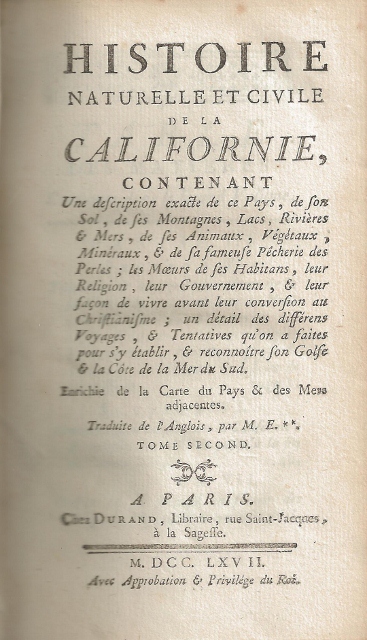 HISTOIRE
NATURELLE ET CIVILE
DE LA
CALIFORNIE,
CONTENANT
Une deſcription exacte de ce Pays, de ſon
Sol, de ſes Montagnes, Lacs, Rivières
& Mers, de ſes Animaux, Végétaux,
Minéraux, & de ſa fameuſe Pêcherie des
Perles; les Mœurs de ſes Habitans, leur
Religion, leur Gouvernement, & leur
façon de vivre avant leur converſion au
Chriſtianiſme; un détail des différens
Voyages, & Tentatives qu'on a faites
pour s'y établir, & reconnoître ſon Golfe
& la Côte de la Mer du Sud.
Enrichie de la Carte du Pays & des Mers
adjacentes.
Traduite de l'Anglois, par M. E.**.
TOME SECOND.
A PARIS.
Chez DURAND, Libraire, rue Saint-Jacques,
à la Sageſſe.
M. DCC. LXVII.
Avec Approbation & Privilége du Roi.